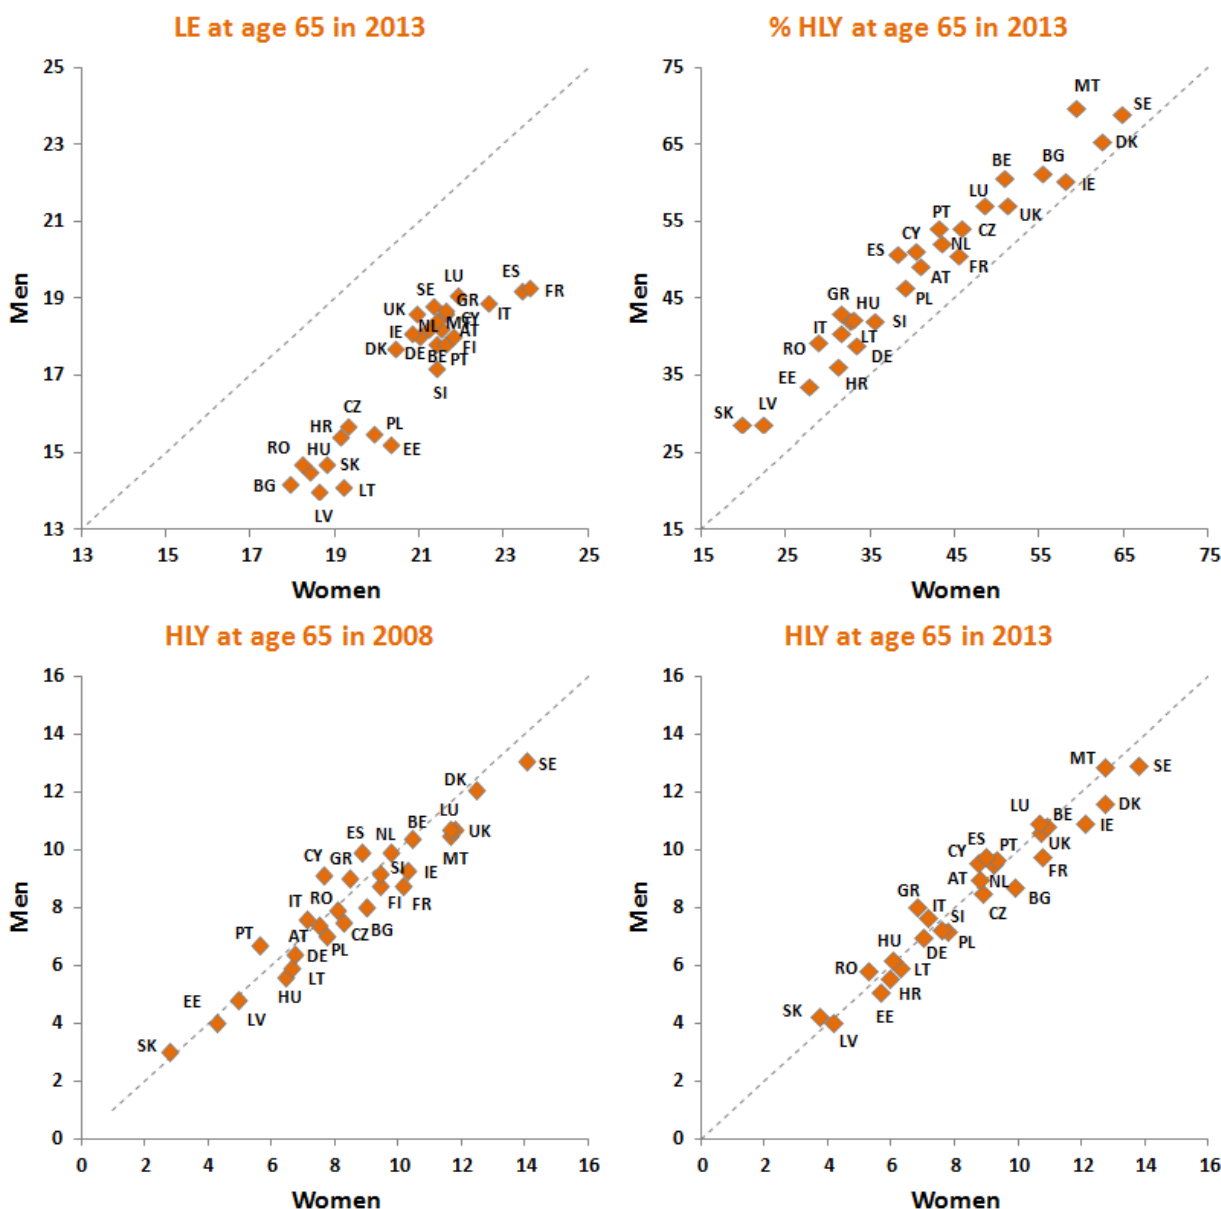 LE at age 65 in 2013
25
23
21
19
17
15
13
Men
ES
FR
LU
SE
GR
IT
UK
CY
MT
NL
IE
AT
DK
DE
BE
FI
PT
SI
CZ
HR
PL
RO
HU
EE
SK
BG
LT
LV
13 15 17 19 21 23 25
Women
% HLY at age 65 in 2013
75
65
55
45
35
25
15
Men
MT
SE
DK
BE
BG
IE
LU
UK
PT
CZ
CY
NL
ES
FR
AT
PL
GR
HU
SI
IT
LT
RO
DE
EE
HR
SK
LV
15 25 35 45 55 65 75
Women
HLY at age 65 in 2008
16
14
12
10
8
6
4
2
0
Men
SE
DK
LU
BE
UK
ES
NL
MT
CY
GR
SI
IE
IT
RO
FI
FR
PT
AT
CZ
BG
PL
DE
LT
HU
EE
LV
SK
0 2 4 6 8 10 12 14 16
Women
HLY at age 65 in 2013
16
14
12
10
8
6
4
2
0
Men
MT
SE
DK
LU
BE
IE
ES
PT
UK
CY
FR
AT
NL
BG
GR
IT
SI
CZ
HU
DE
PL
RO
LT
HR
EE
SK
LV
0 2 4 6 8 10 12 14 16
Women